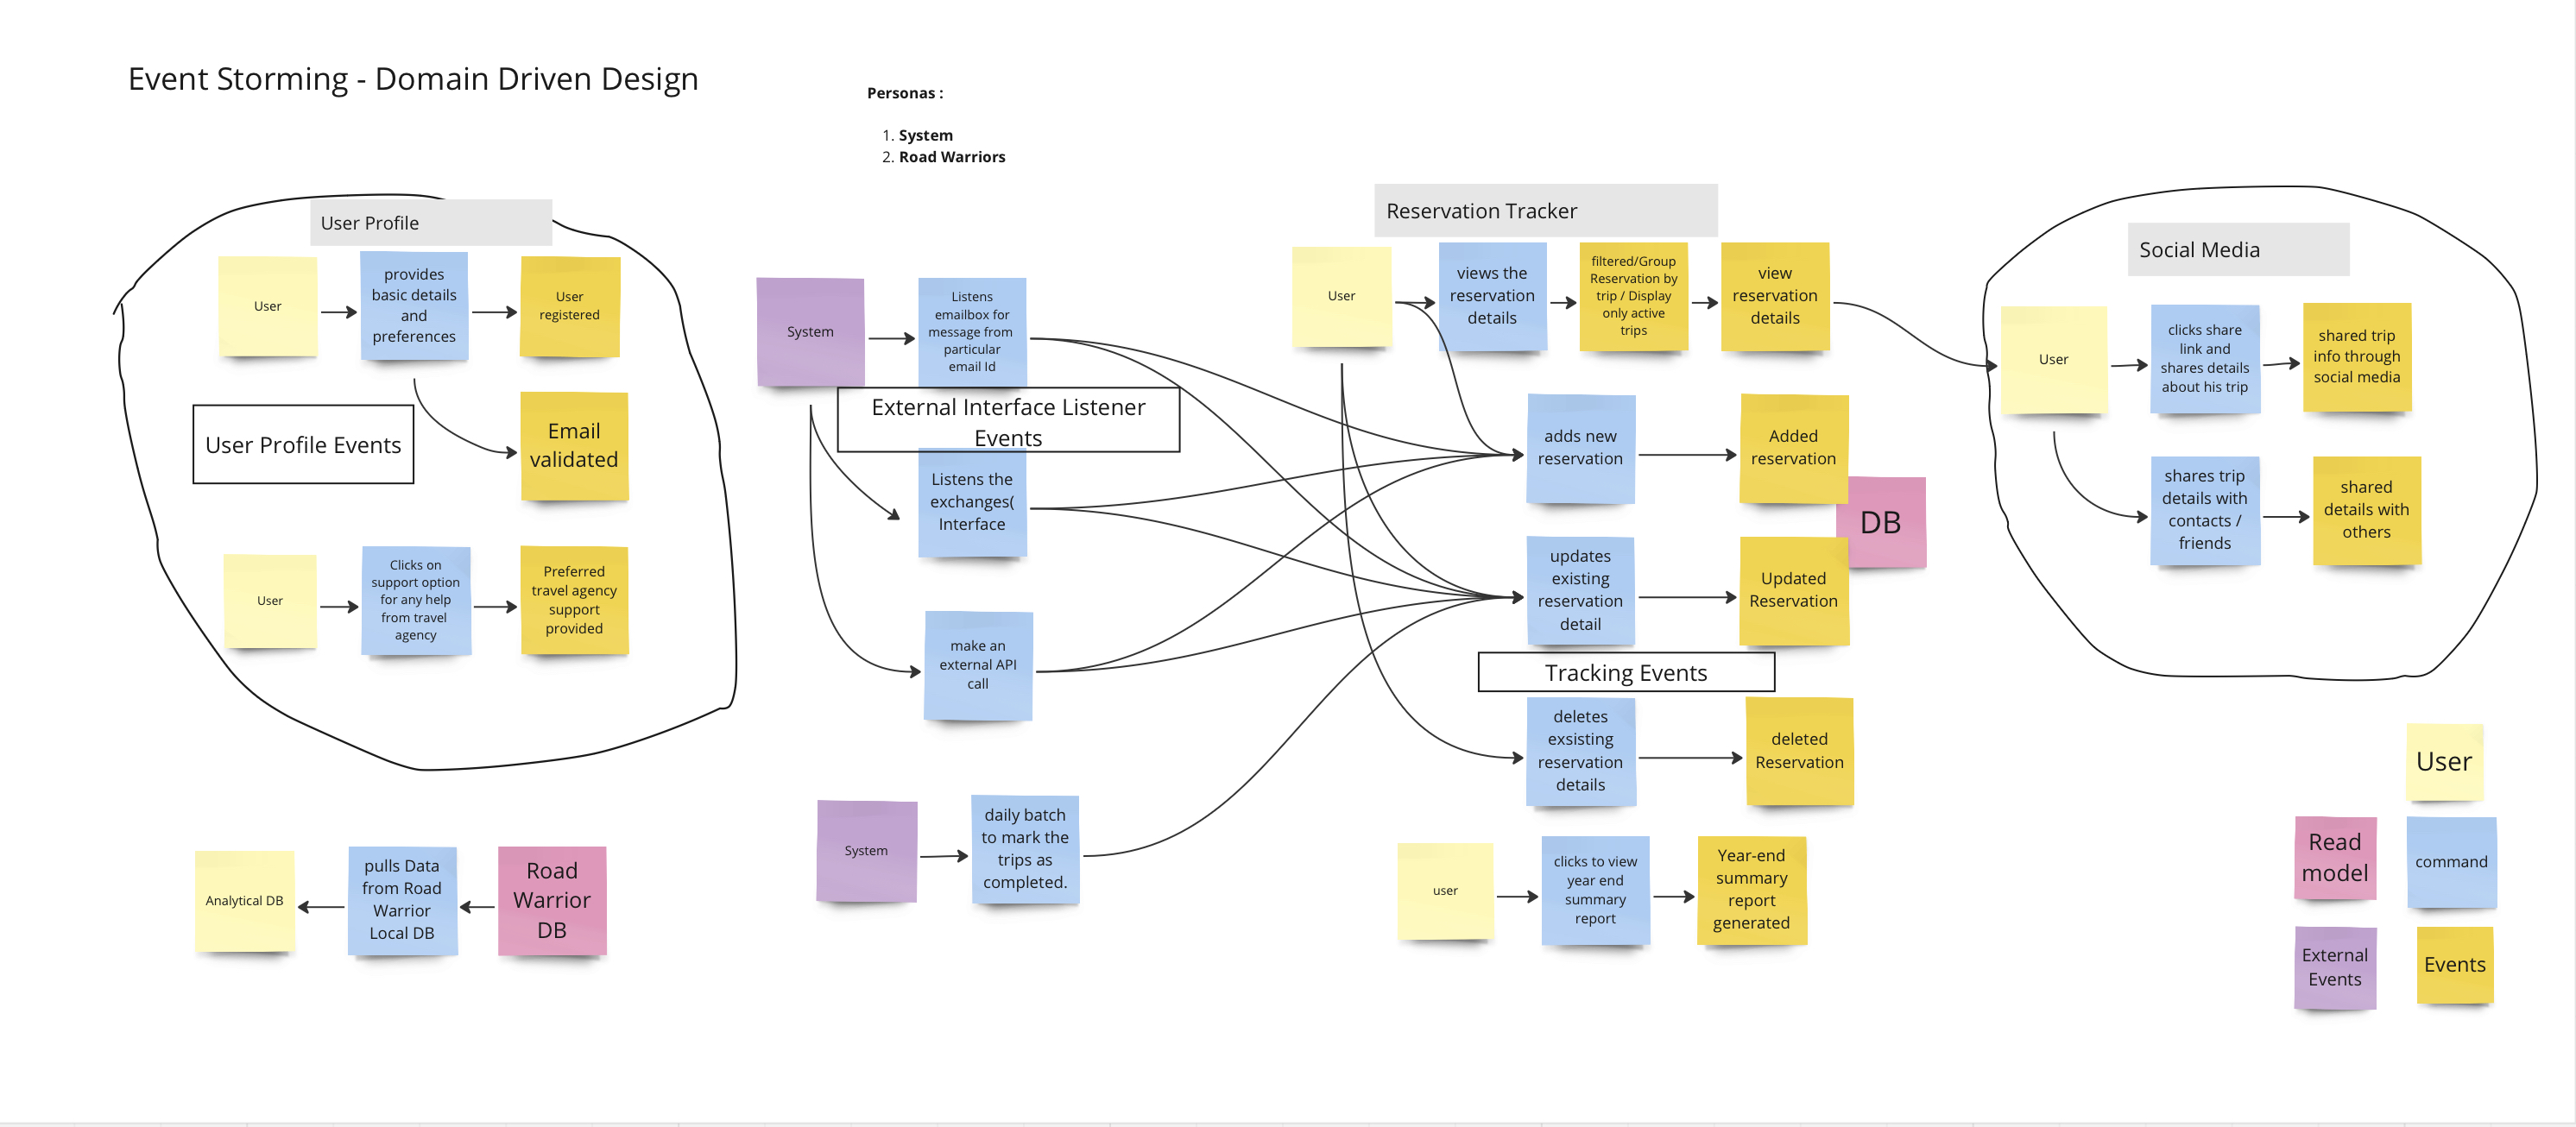 Event Storming - Domain Driven Design
Personas :
1. System
2. Road Warriors
User Profile
User
provides
basic details
and
preferences
User
registered
User Profile Events
Email
validated
User
Clicks on
support option
for any help
from travel
agency
Preferred
travel agency
support
provided
Analytical DB
pulls Data
from Road
Warrior
Local DB
Road
Warrior
DB
System
Listens
emailbox for
message from
particular
email Id
External Interface Listener
Events
Listens the
exchanges(
Interface
make an
external API
call
System
daily batch
to mark the
trips as
completed.
Reservation Tracker
User
views the
reservation
details
filtered/Group
Reservation by
trip / Display
only active
trips
view
reservation
details
adds new
reservation
Added
reservation
DB
updates
existing
reservation
detail
Updated
Reservation
Tracking Events
deletes
exsisting
reservation
details
deleted
Reservation
user
clicks to view
year end
summary
report
Year-end
summary
report
generated
Social Media
User
clicks share
link and
shares details
about his trip
shared trip
info through
social media
shares trip
details with
contacts /
friends
shared
details with
others
User
Read
model
command
External
Events
Events